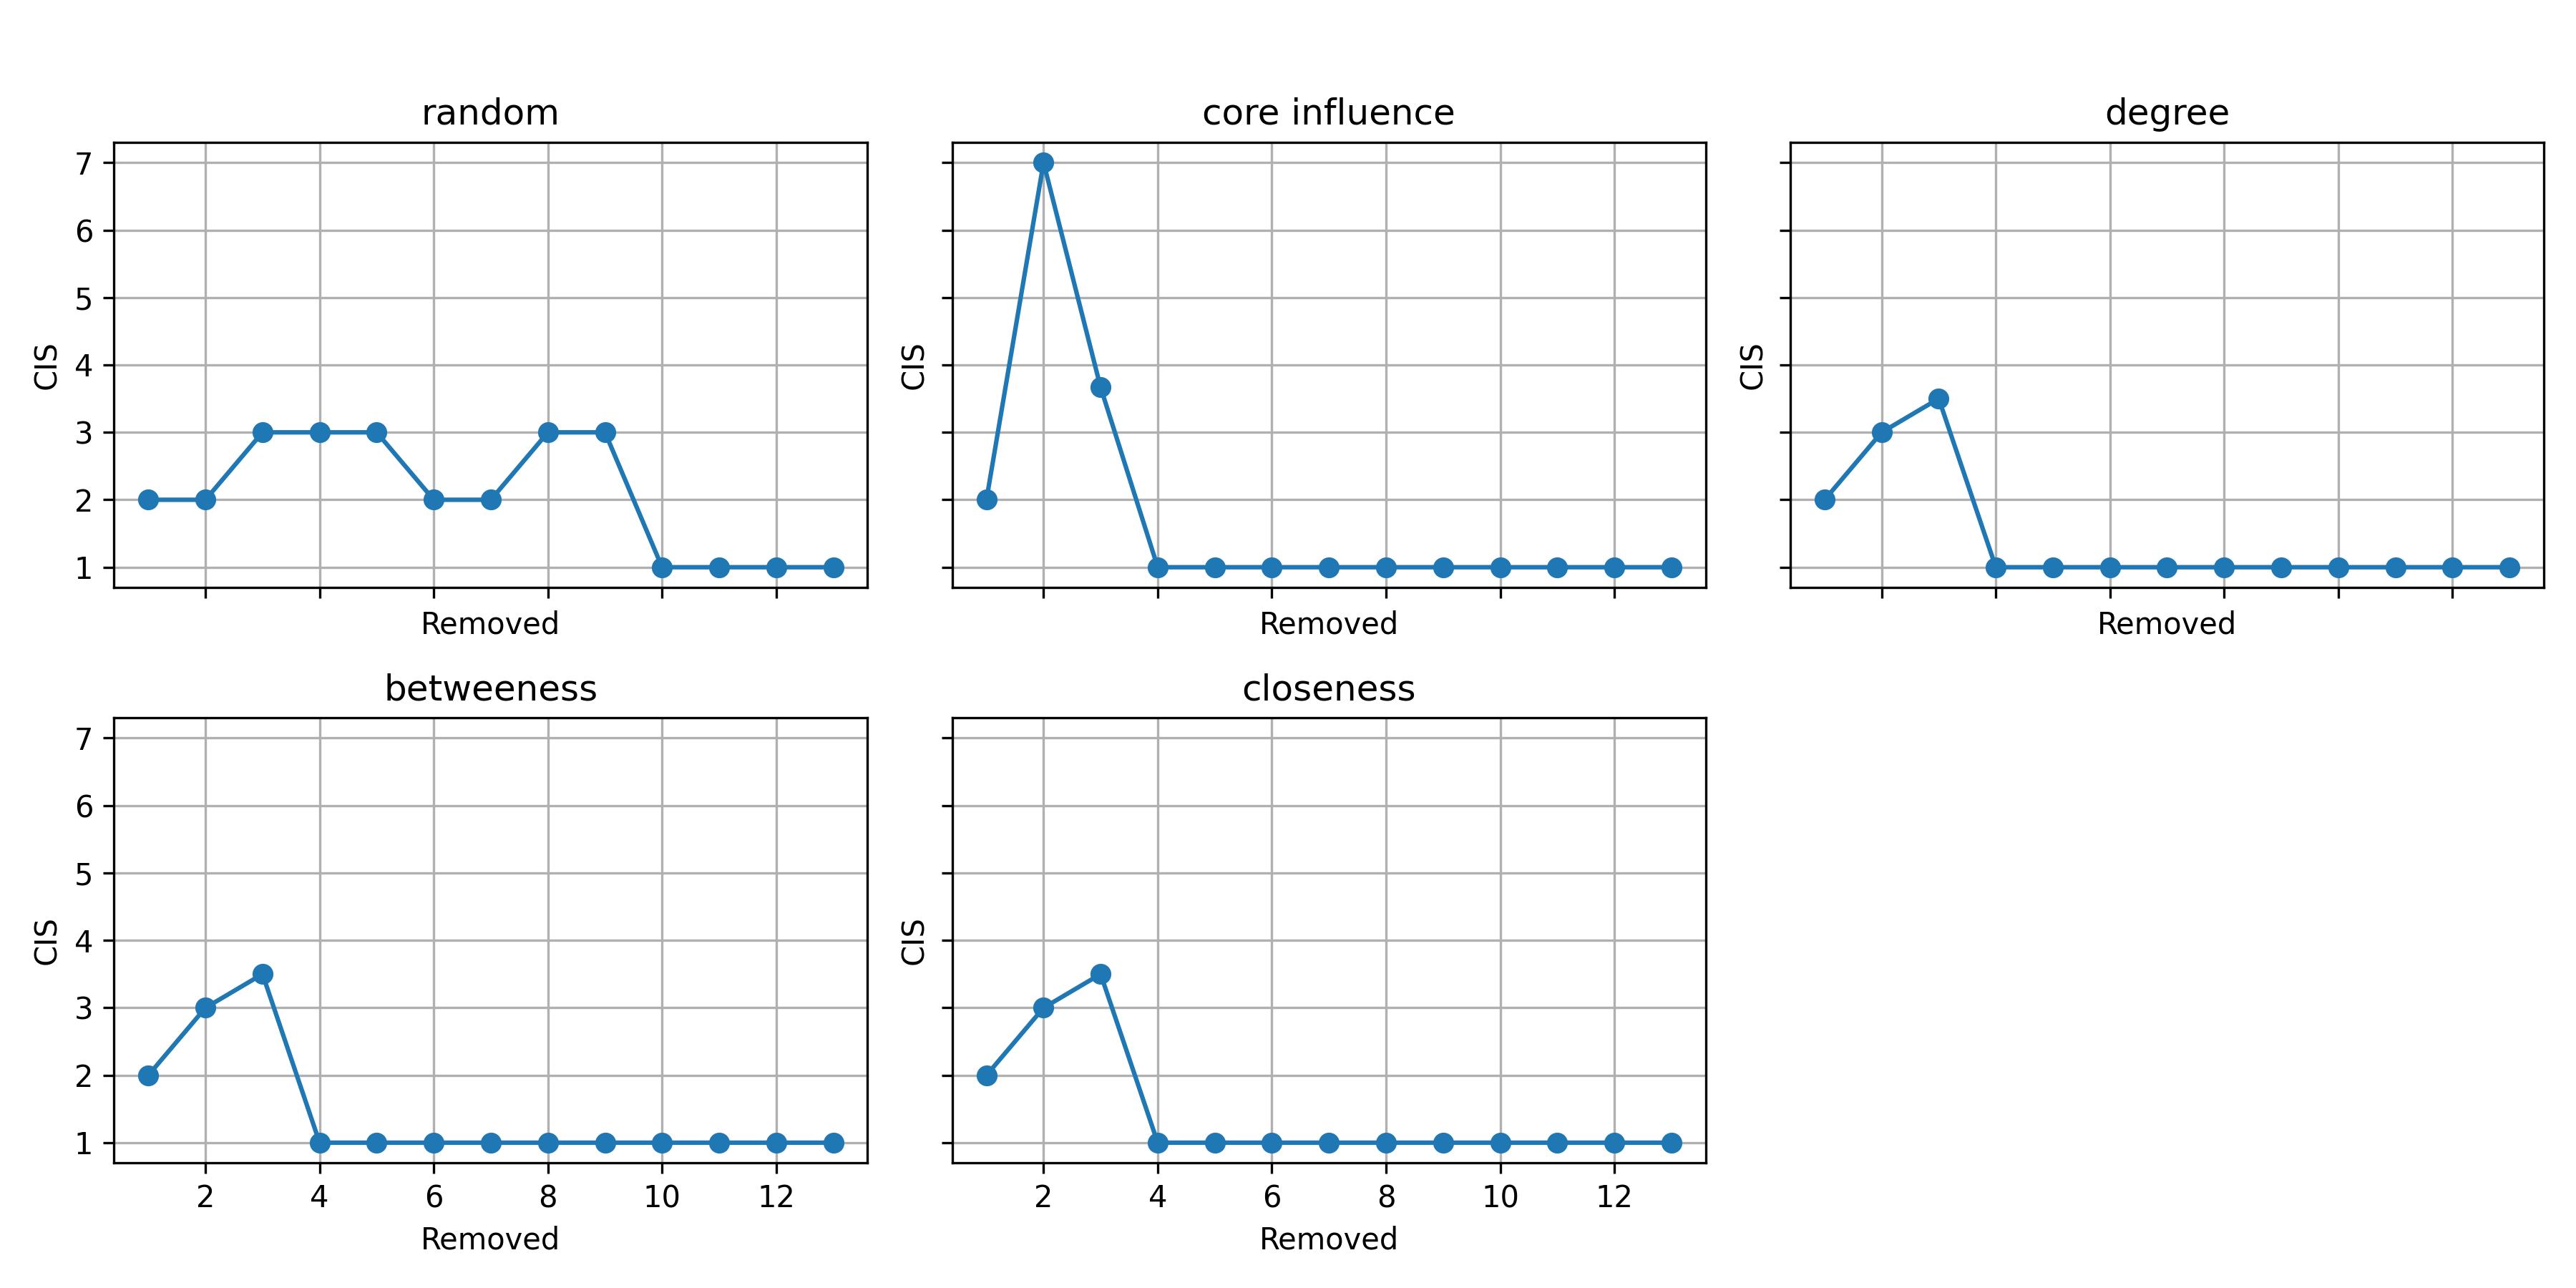 random
core influence
degree
7
6
5
4
3
2
1
CIS
CIS
CIS
Removed
Removed
Removed
betweeness
closeness
7
6
5
4
3
2
1
CIS
CIS
2 4 6 8 10 12
2 4 6 8 10 12
Removed
Removed